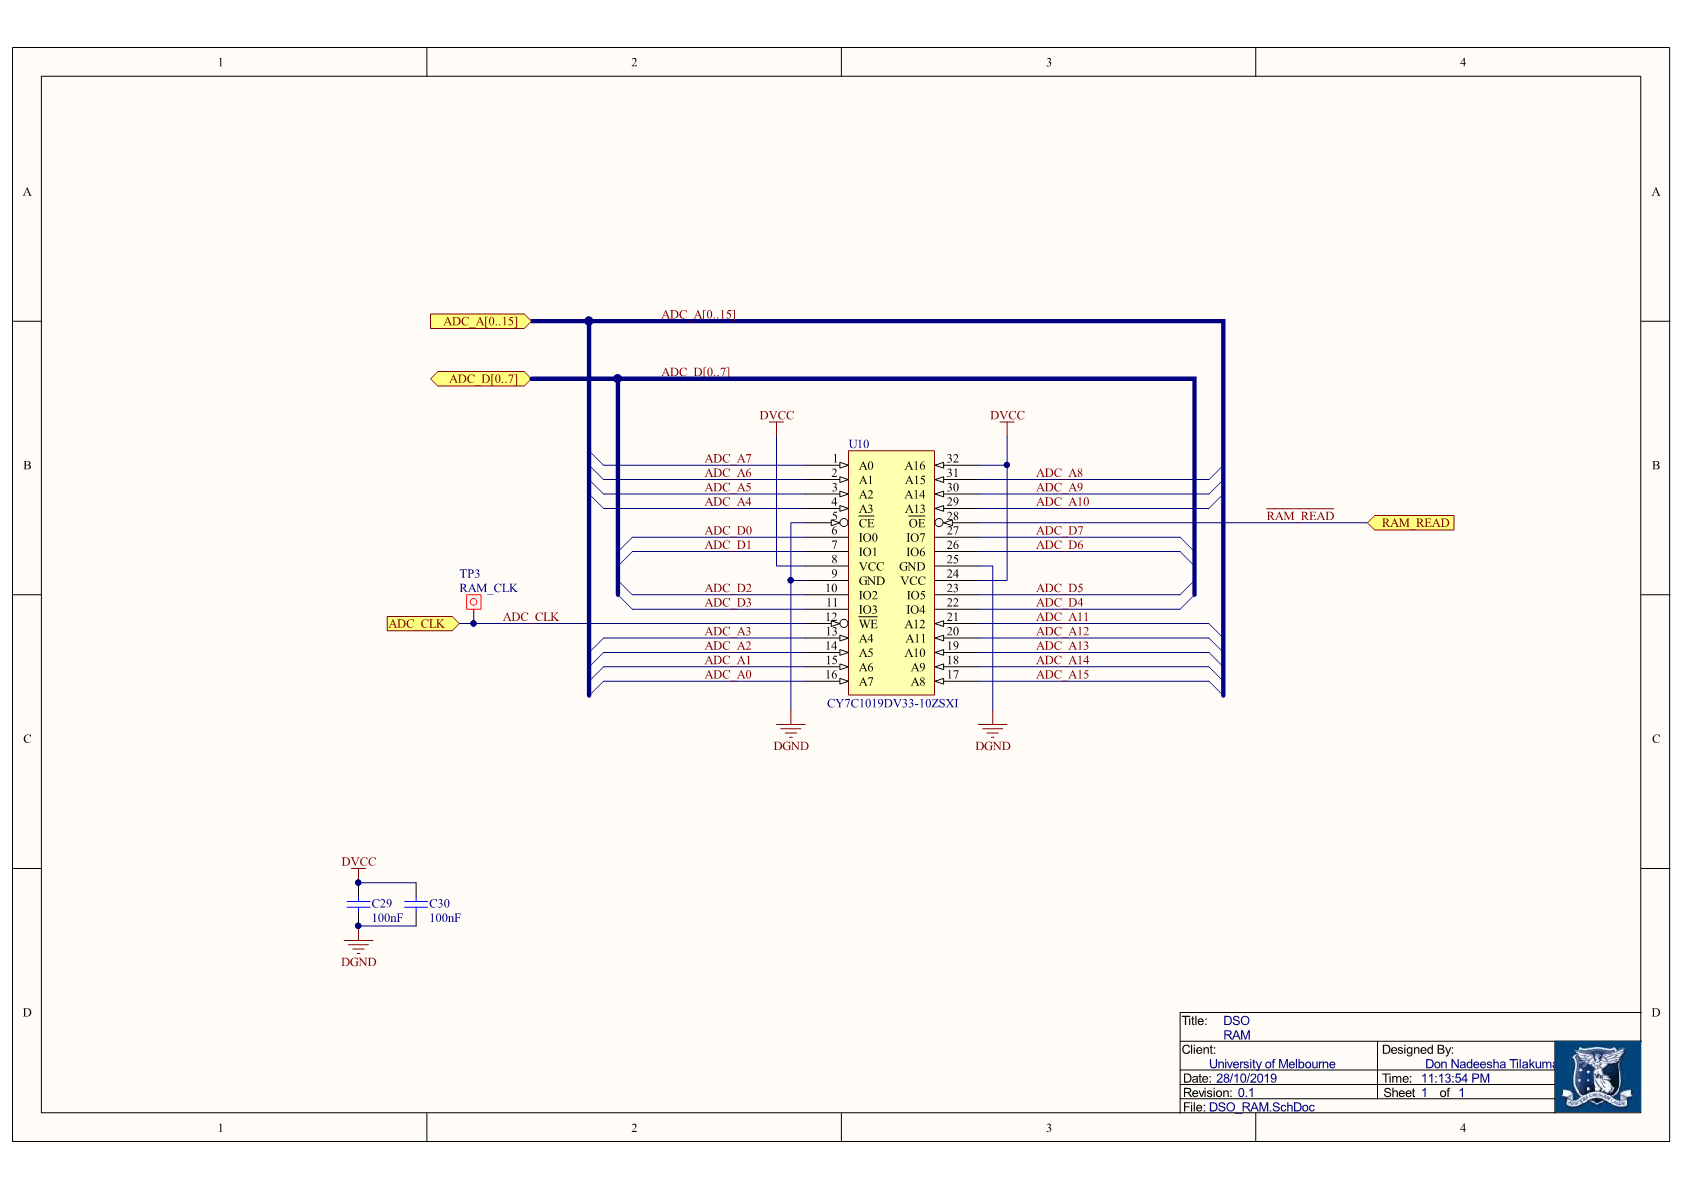 1 2 3 4
A A
ADC_A[0..15] ADC_A[0..15]
ADC_D[0..7] ADC_D[0..7]
DVCC DVCC
U10
B B
ADC_A7 1 A0 A16 32
ADC_A6 2 A1 A15 31 ADC_A8
ADC_A5 3 A2 A14 30 ADC_A9
ADC_A4 4 A3 A13 29 ADC_A10
5 CE OE 28 RAM_READ RAM_READ
ADC_D0 6 IO0 IO7 27 ADC_D7
ADC_D1 7 IO1 IO6 26 ADC_D6
8 VCC GND 25
9 GND VCC 24
ADC_D2 10 IO2 IO5 23 ADC_D5
ADC_D3 11 IO3 IO4 22 ADC_D4
TP3
RAM_CLK
ADC_CLK ADC_CLK 12 WE A12 21 ADC_A11
ADC_A3 13 A4 A11 20 ADC_A12
ADC_A2 14 A5 A10 19 ADC_A13
ADC_A1 15 A6 A9 18 ADC_A14
ADC_A0 16 A7 A8 17 ADC_A15
CY7C1019DV33-10ZSXI
DGND DGND
C C
DVCC
C29 C30
100nF 100nF
DGND
D D
Title: DSO
RAM
Client: Designed By:
University of Melbourne Don Nadeesha Tilakuma
Date: 28/10/2019 Time: 11:13:54 PM
Revision: 0.1 Sheet 1 of 1
File: DSO_RAM.SchDoc
1 2 3 4